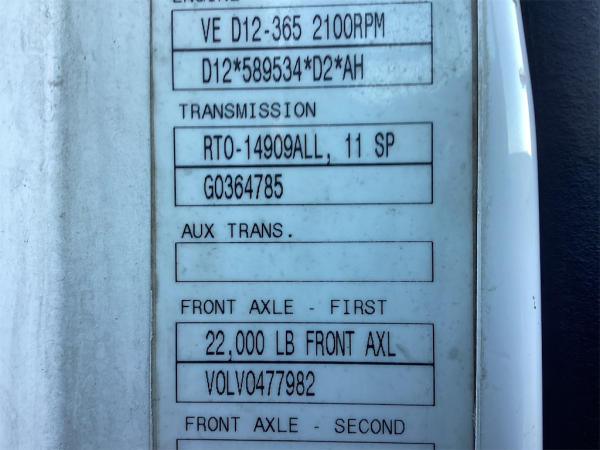 ENGINE
VE D12-365 2100RPM
D12*589534*D2*AH
TRANSMISSION
RTO-14909ALL, 11 SP
G0364785
AUX TRANS.
FRONT AXLE - FIRST
22,000 LB FRONT AXL
VOLVO477982
FRONT AXLE - SECOND